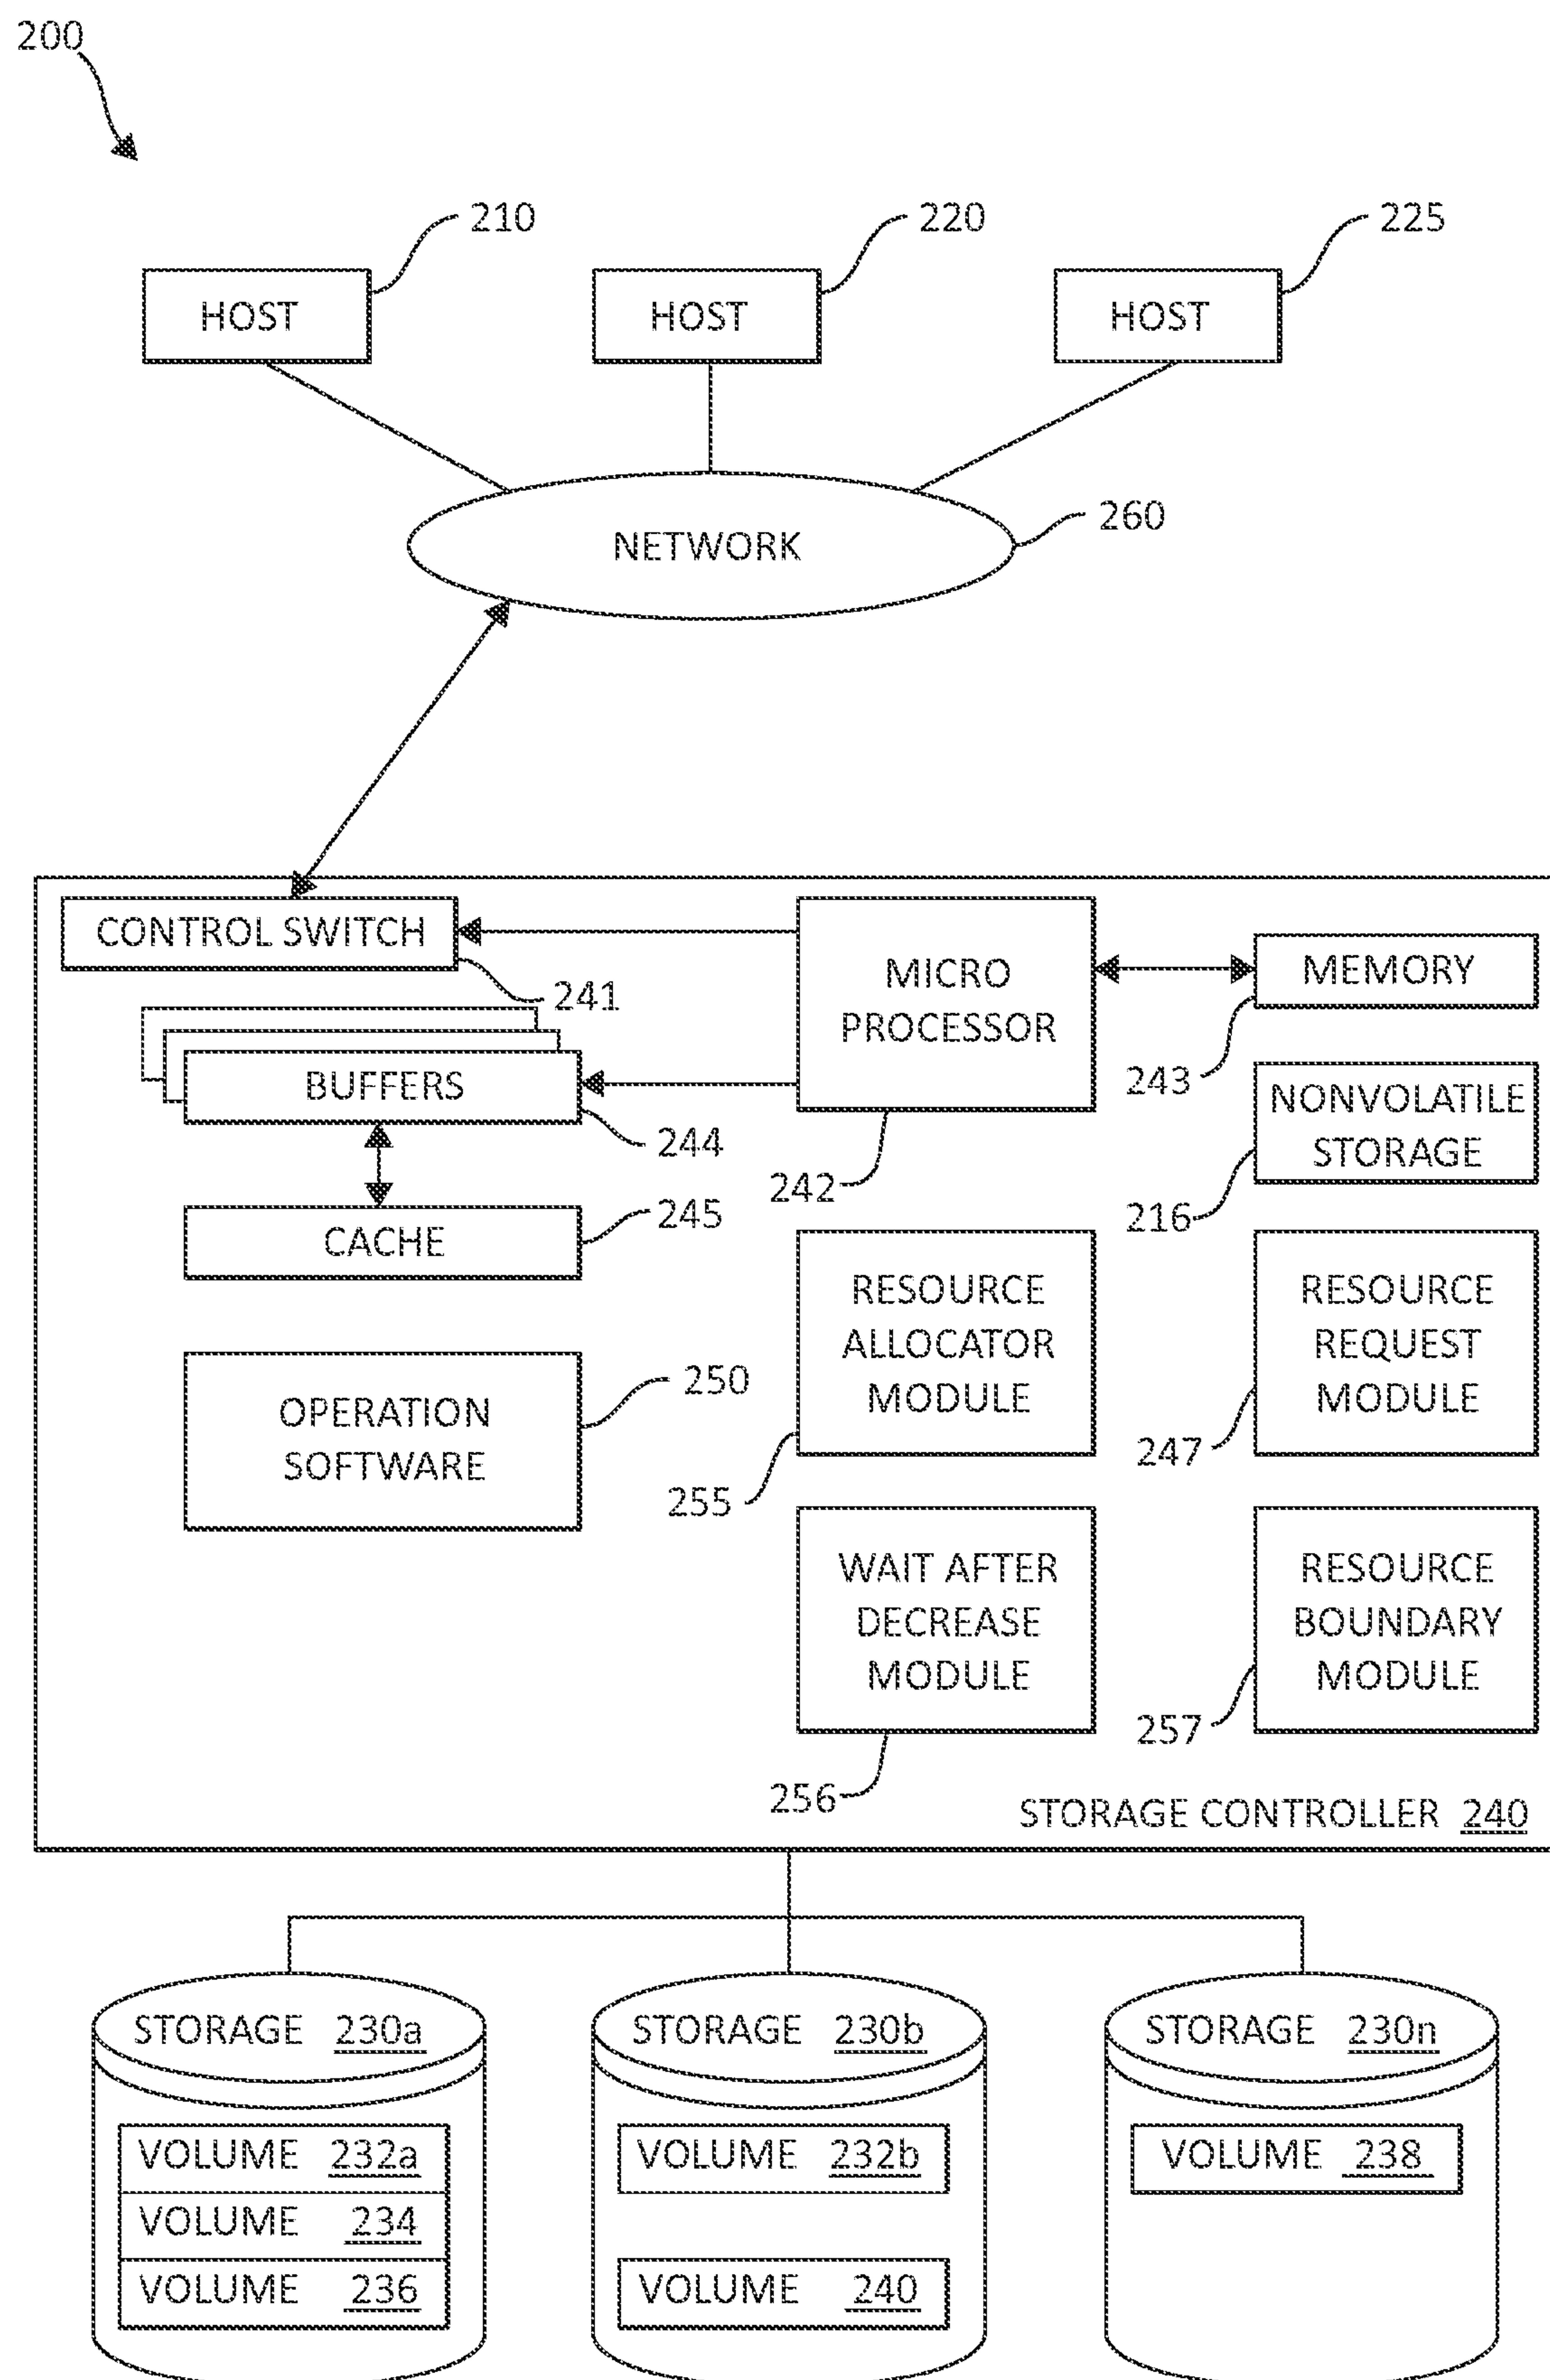 200
210
220
225
HOST
HOST
HOST
260
NETWORK
CONTROL SWITCH
241
MICRO
PROCESSOR
242
MEMORY
243
BUFFERS
244
NONVOLATILE
STORAGE
216
CACHE
245
RESOURCE
ALLOCATOR
MODULE
255
RESOURCE
REQUEST
MODULE
247
OPERATION
SOFTWARE
250
WAIT AFTER
DECREASE
MODULE
256
RESOURCE
BOUNDARY
MODULE
257
STORAGE CONTROLLER 240
STORAGE 230a
VOLUME 232a
VOLUME 234
VOLUME 236
STORAGE 230b
VOLUME 232b
VOLUME 240
STORAGE 230n
VOLUME 238